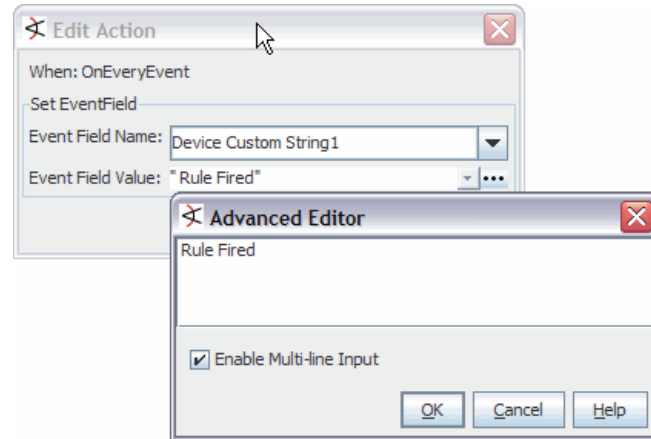 Edit Action
When: OnEveryEvent
Set EventField
Event Field Name: Device Custom String1
Event Field Value: " Rule Fired" •••
Advanced Editor
Rule Fired
Enable Multi-line Input
OK Cancel Help